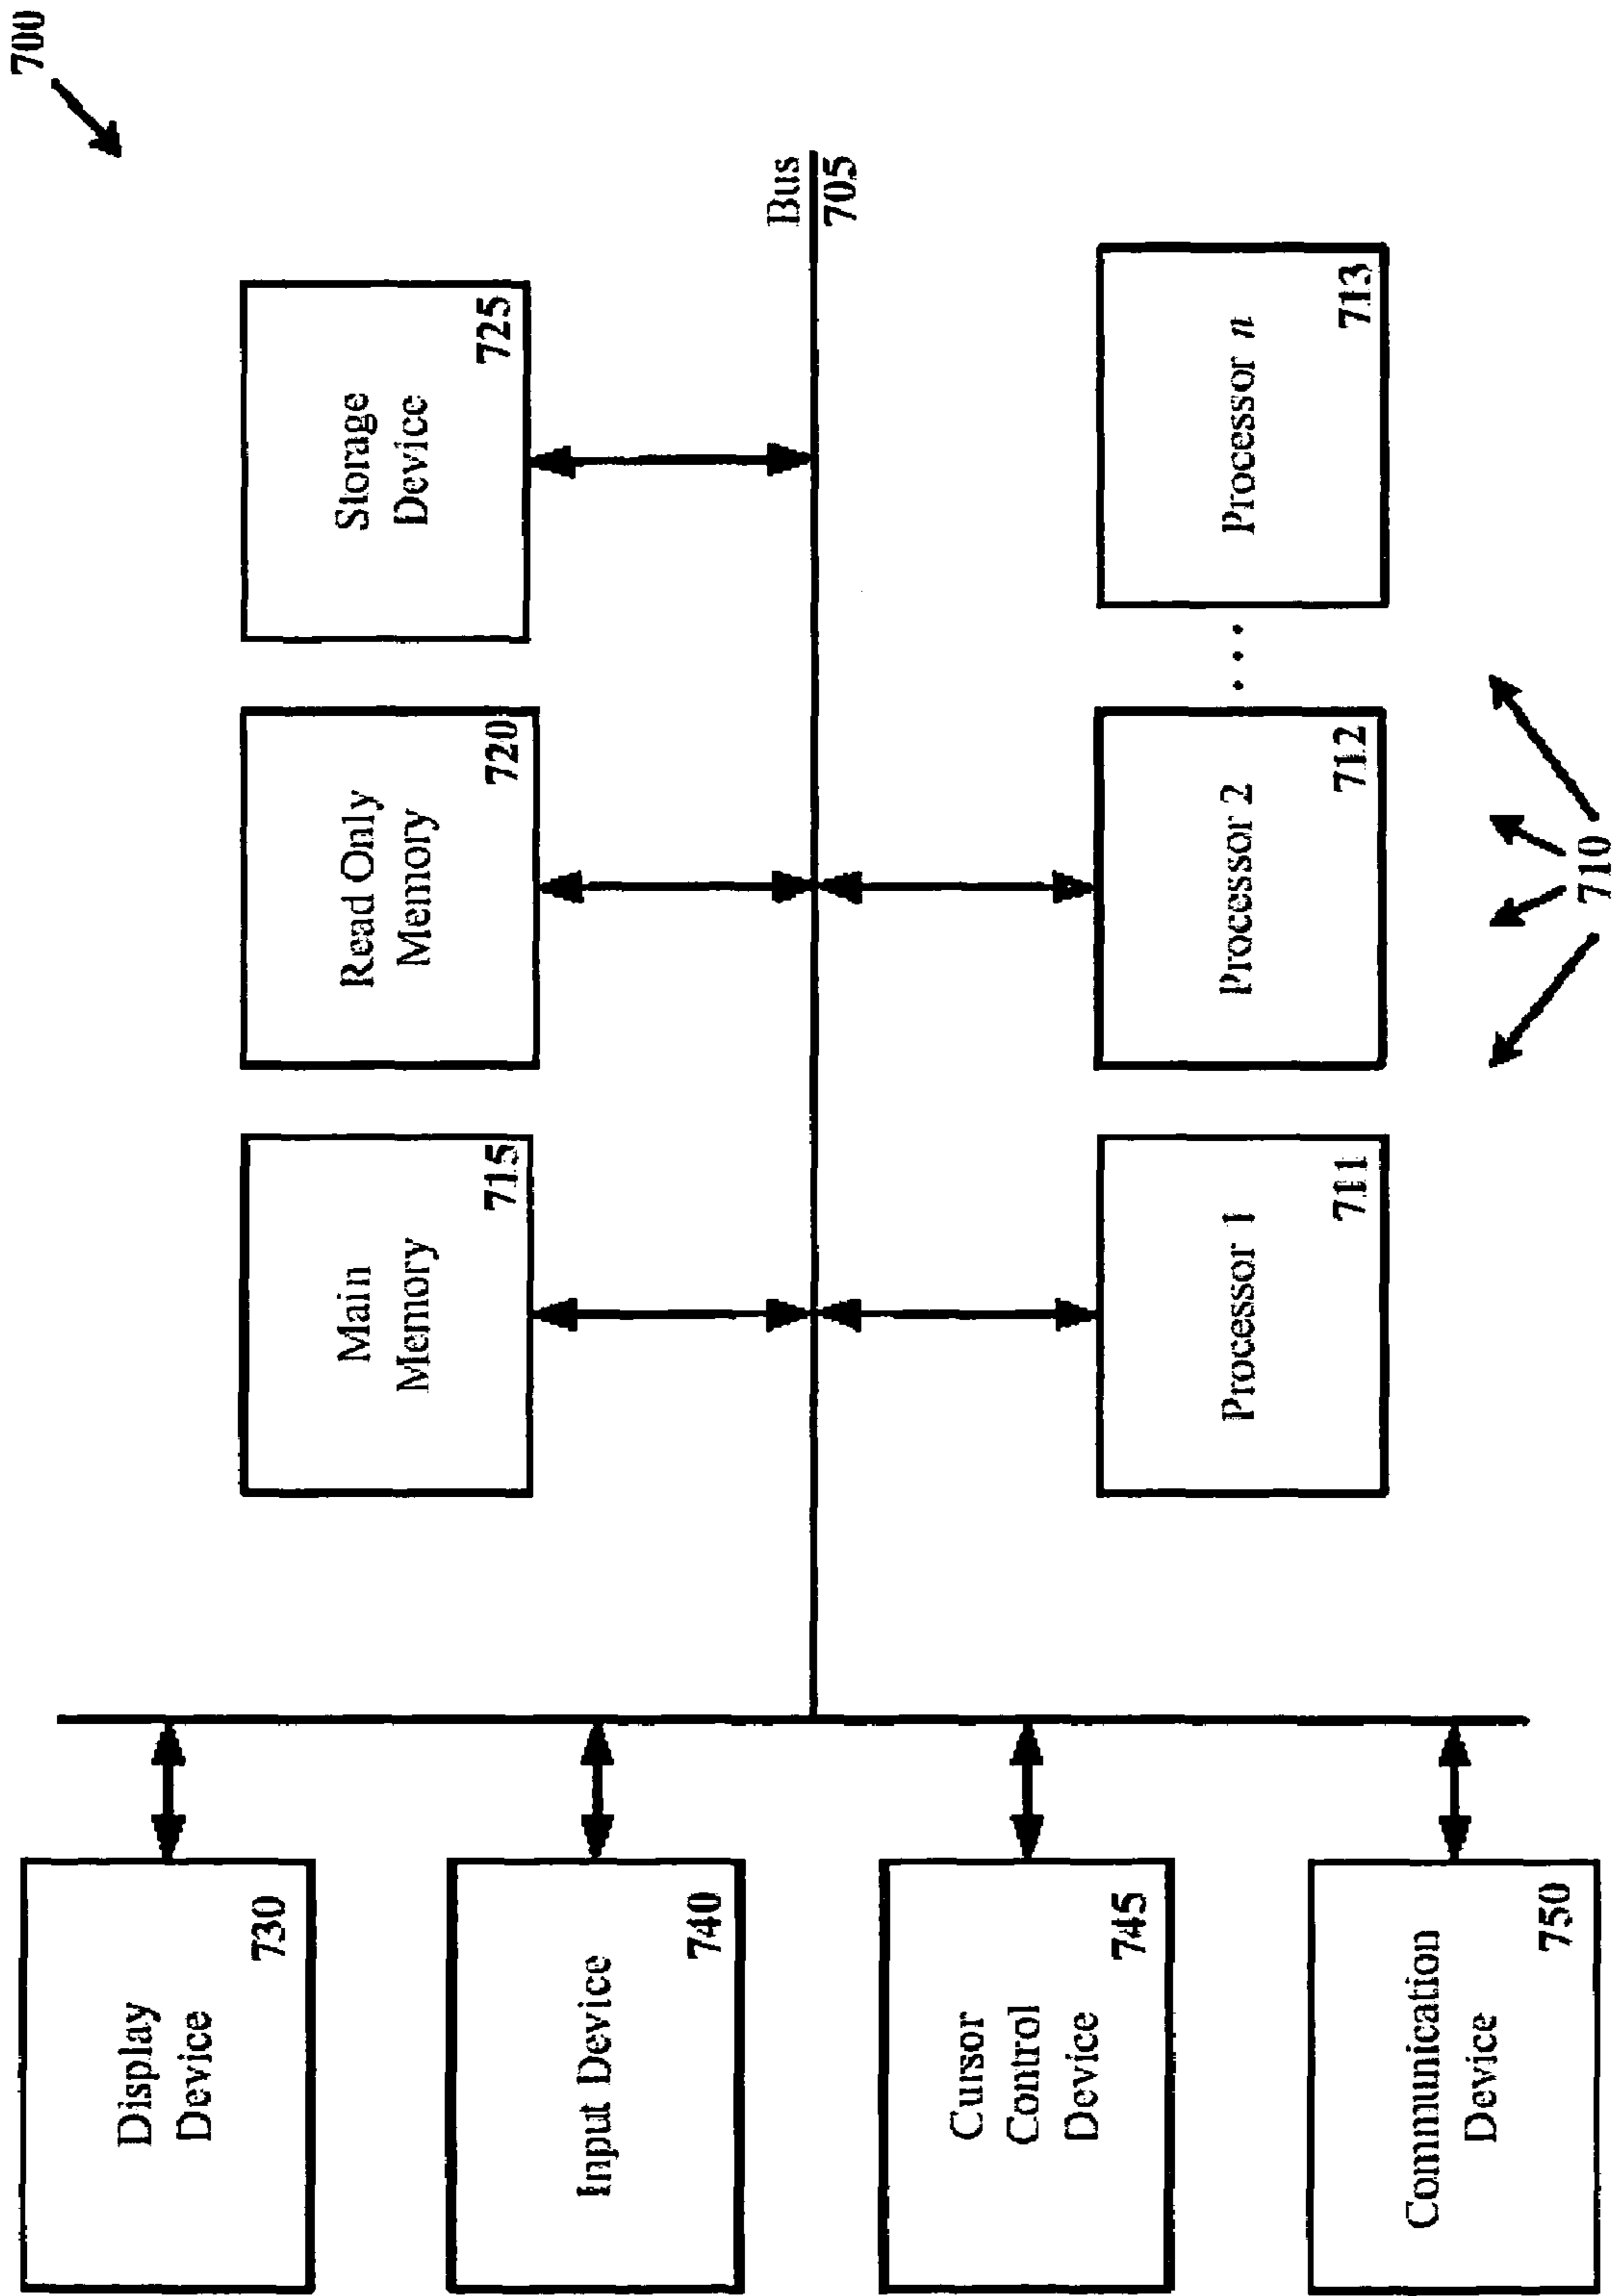 700
Display
Device
730
Input Device
740
Cursor
Control
Device
745
Communication
Device
750
Main
Memory
715
Read Only
Memory
720
Storage
Device
725
Bus
705
Processor 1
711
Processor 2
712
. . . .
Processor n
713
710